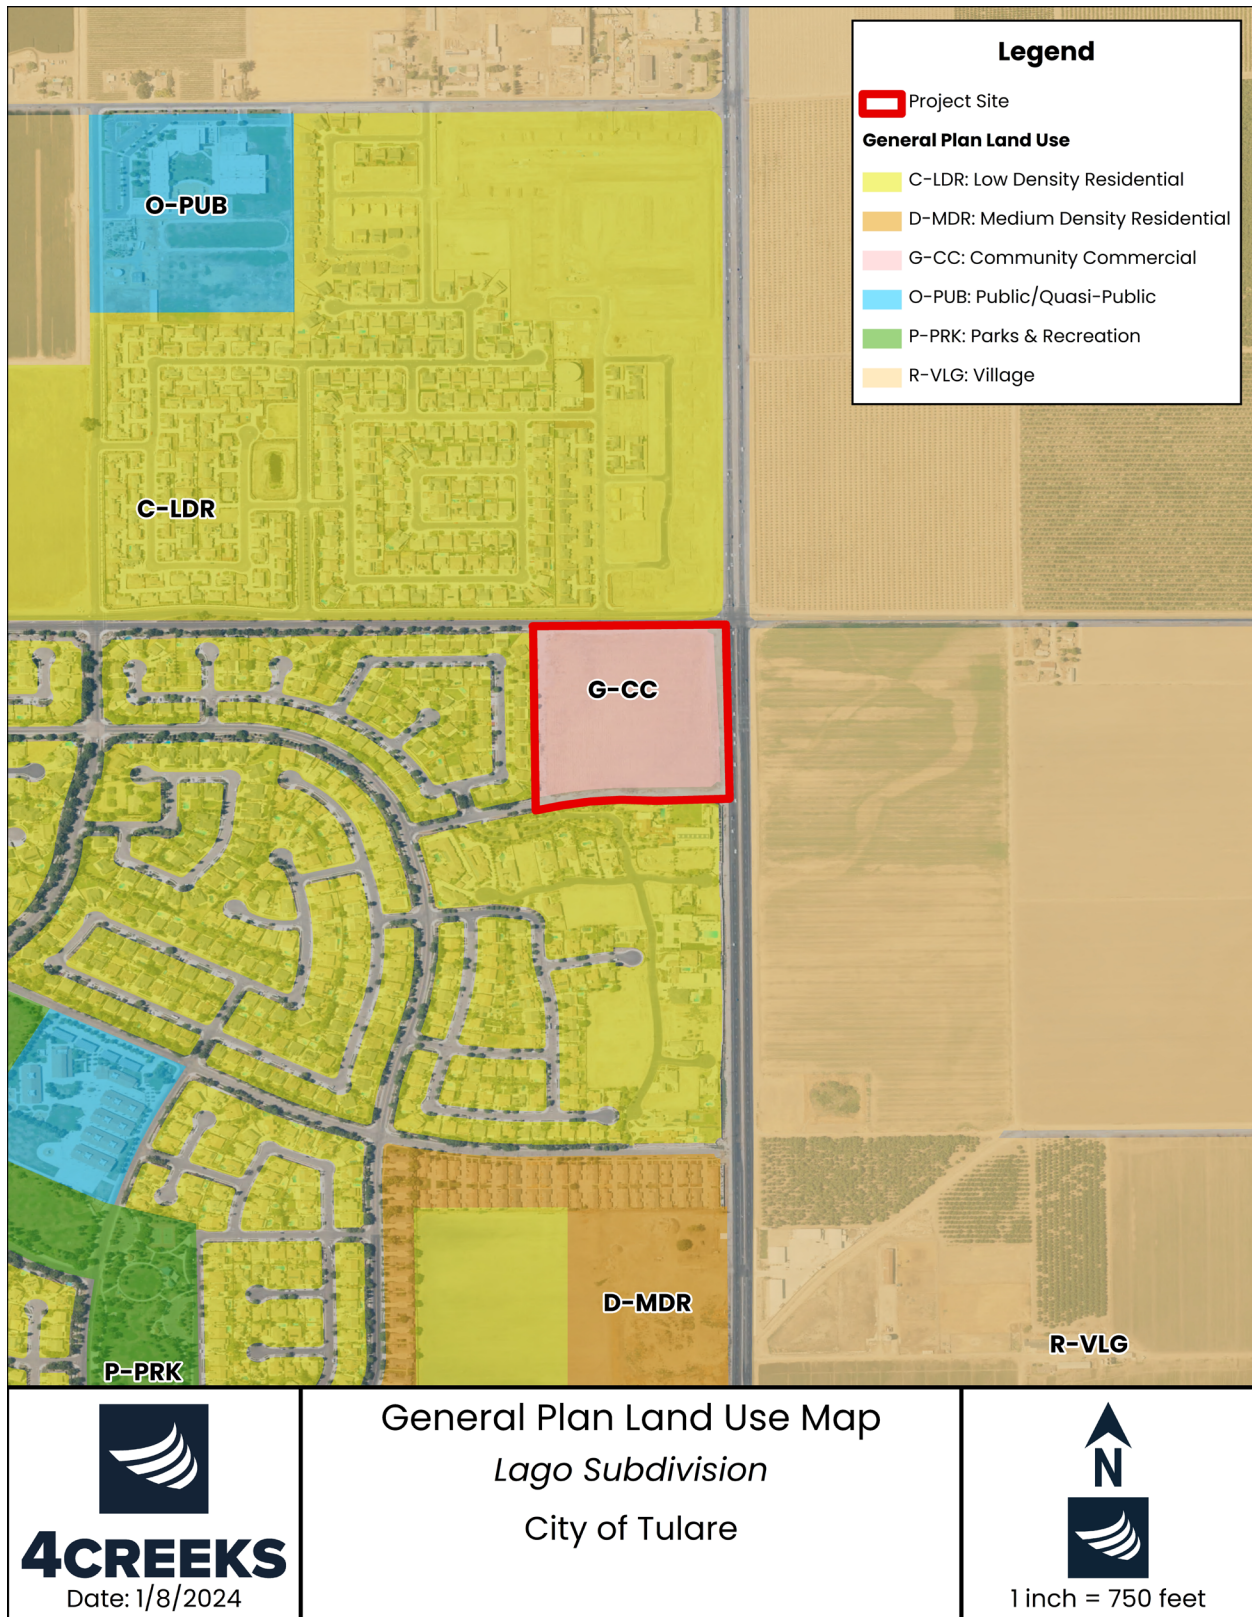 Legend
Project Site
General Plan Land Use
C-LDR: Low Density Residential
D-MDR: Medium Density Residential
G-CC: Community Commercial
O-PUB: Public/Quasi-Public
P-PRK: Parks & Recreation
R-VLG: Village
O-PUB
C-LDR
G-CC
D-MDR
R-VLG
P-PRK
4CREEKS
Date: 1/8/2024
General Plan Land Use Map
Lago Subdivision
City of Tulare
N
1 inch = 750 feet